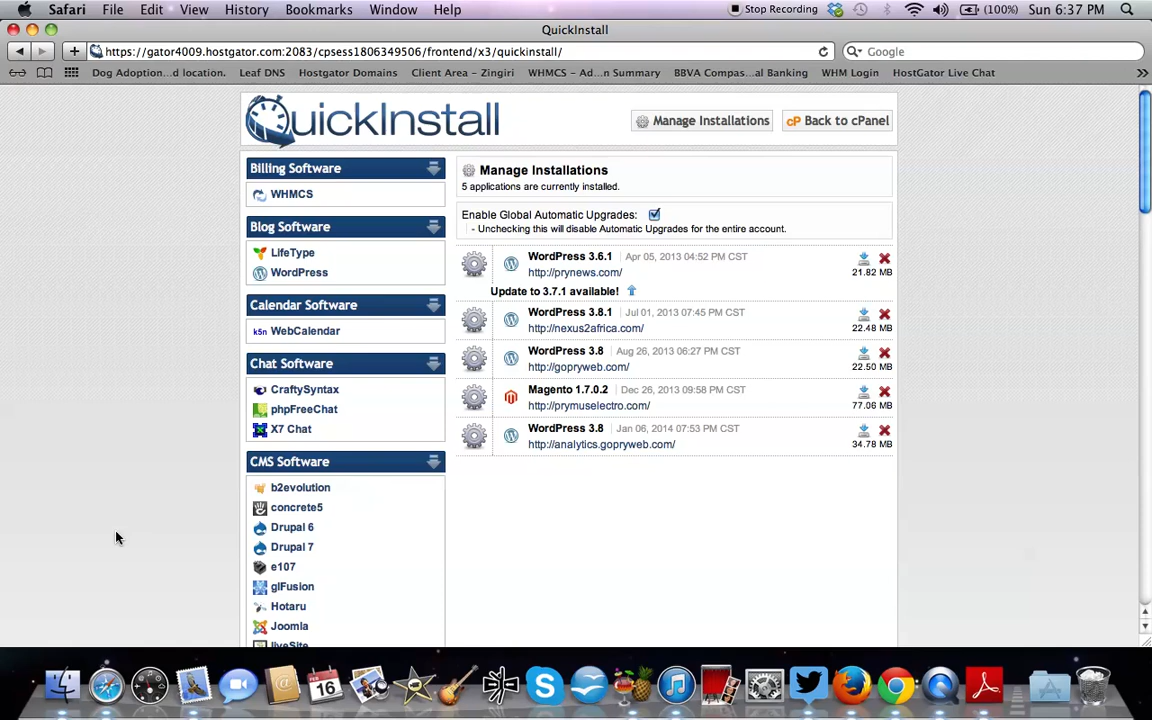 Safari File Edit View History Bookmarks Window Help Stop Recording (100%) Sun 6:37 PM
QuickInstall
https://gator4009.hostgator.com:2083/cpsess1806349506/frontend/x3/quickinstall/ Google
Dog Adoption...d location. Leaf DNS Hostgator Domains Client Area - Zingiri WHMCS - Ad...n Summary BBVA Compas...al Banking WHM Login HostGator Live Chat
QuickInstall
Manage Installations
cP Back to cPanel
Billing Software
WHMCS
Blog Software
LifeType
WordPress
Calendar Software
k5n WebCalendar
Chat Software
CraftySyntax
phpFreeChat
X7 Chat
CMS Software
b2evolution
concrete5
Drupal 6
Drupal 7
e107
glFusion
Hotaru
Joomla
liveSite
Manage Installations
5 applications are currently installed.
Enable Global Automatic Upgrades:
- Unchecking this will disable Automatic Upgrades for the entire account.
WordPress 3.6.1 | Apr 05, 2013 04:52 PM CST
http://prynews.com/ 21.82 MB
Update to 3.7.1 available!
WordPress 3.8.1 | Jul 01, 2013 07:45 PM CST
http://nexus2africa.com/ 22.48 MB
WordPress 3.8 | Aug 26, 2013 06:27 PM CST
http://gopryweb.com/ 22.50 MB
Magento 1.7.0.2 | Dec 26, 2013 09:58 PM CST
http://prymuselectro.com/ 77.06 MB
WordPress 3.8 | Jan 06, 2014 07:53 PM CST
http://analytics.gopryweb.com/ 34.78 MB
FEB
16